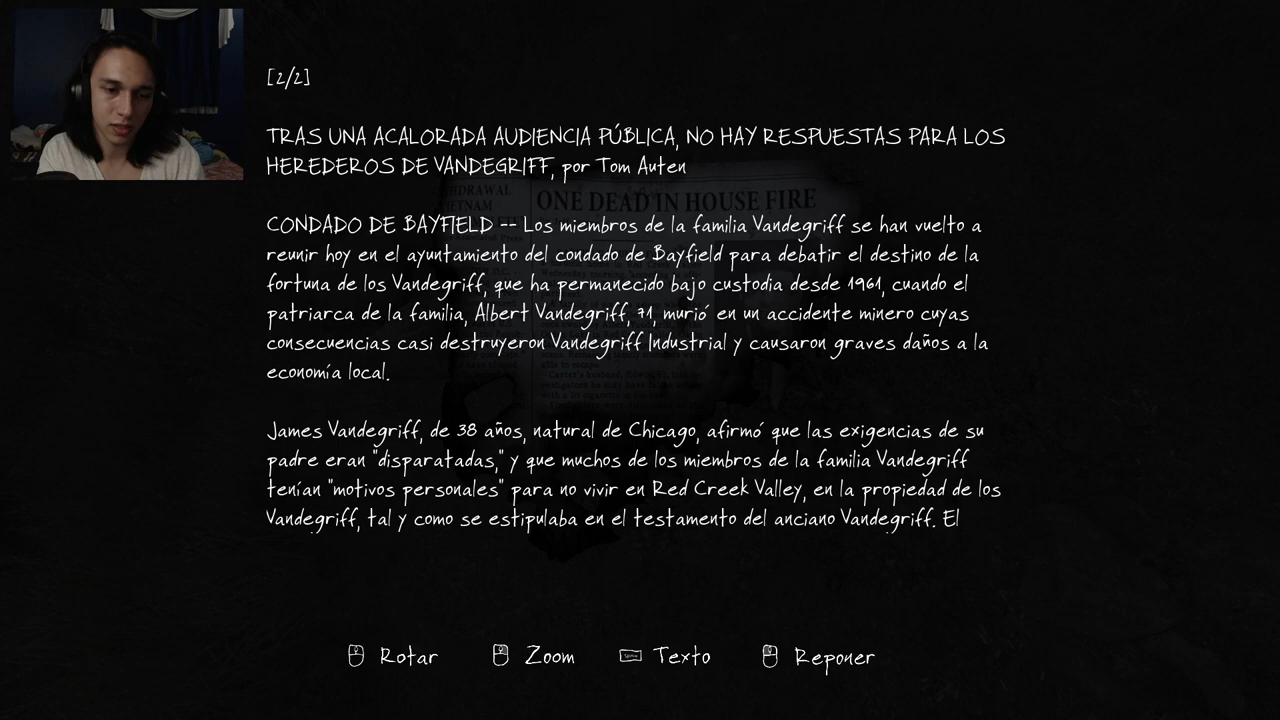 [2/2]
TRAS UNA ACALORADA AUDIENCIA PÚBLICA, NO HAY RESPUESTAS PARA LOS
HEREDEROS DE VANDEGRIFF, por Tom Auten
ONE DEAD IN HOUSE FIRE
CONDADO DE BAYFIELD -- Los miembros de la familia Vandegriff se han vuelto a
reunir hoy en el ayuntamiento del condado de Bayfield para debatir el destino de la
fortuna de los Vandegriff, que ha permanecido bajo custodia desde 1961, cuando el
patriarca de la familia, Albert Vandegriff, 71, murió en un accidente minero cuyas
consecuencias casi destruyeron Vandegriff Industrial y causaron graves daños a la
economía local.
James Vandegriff, de 38 años, natural de Chicago, afirmó que las exigencias de su
padre eran "disparatadas," y que muchos de los miembros de la familia Vandegriff
tenían "motivos personales" para no vivir en Red Creek Valley, en la propiedad de los
Vandegriff, tal y como se estipulaba en el testamento del anciano Vandegriff. El
Rotar Zoom Texto Reponer